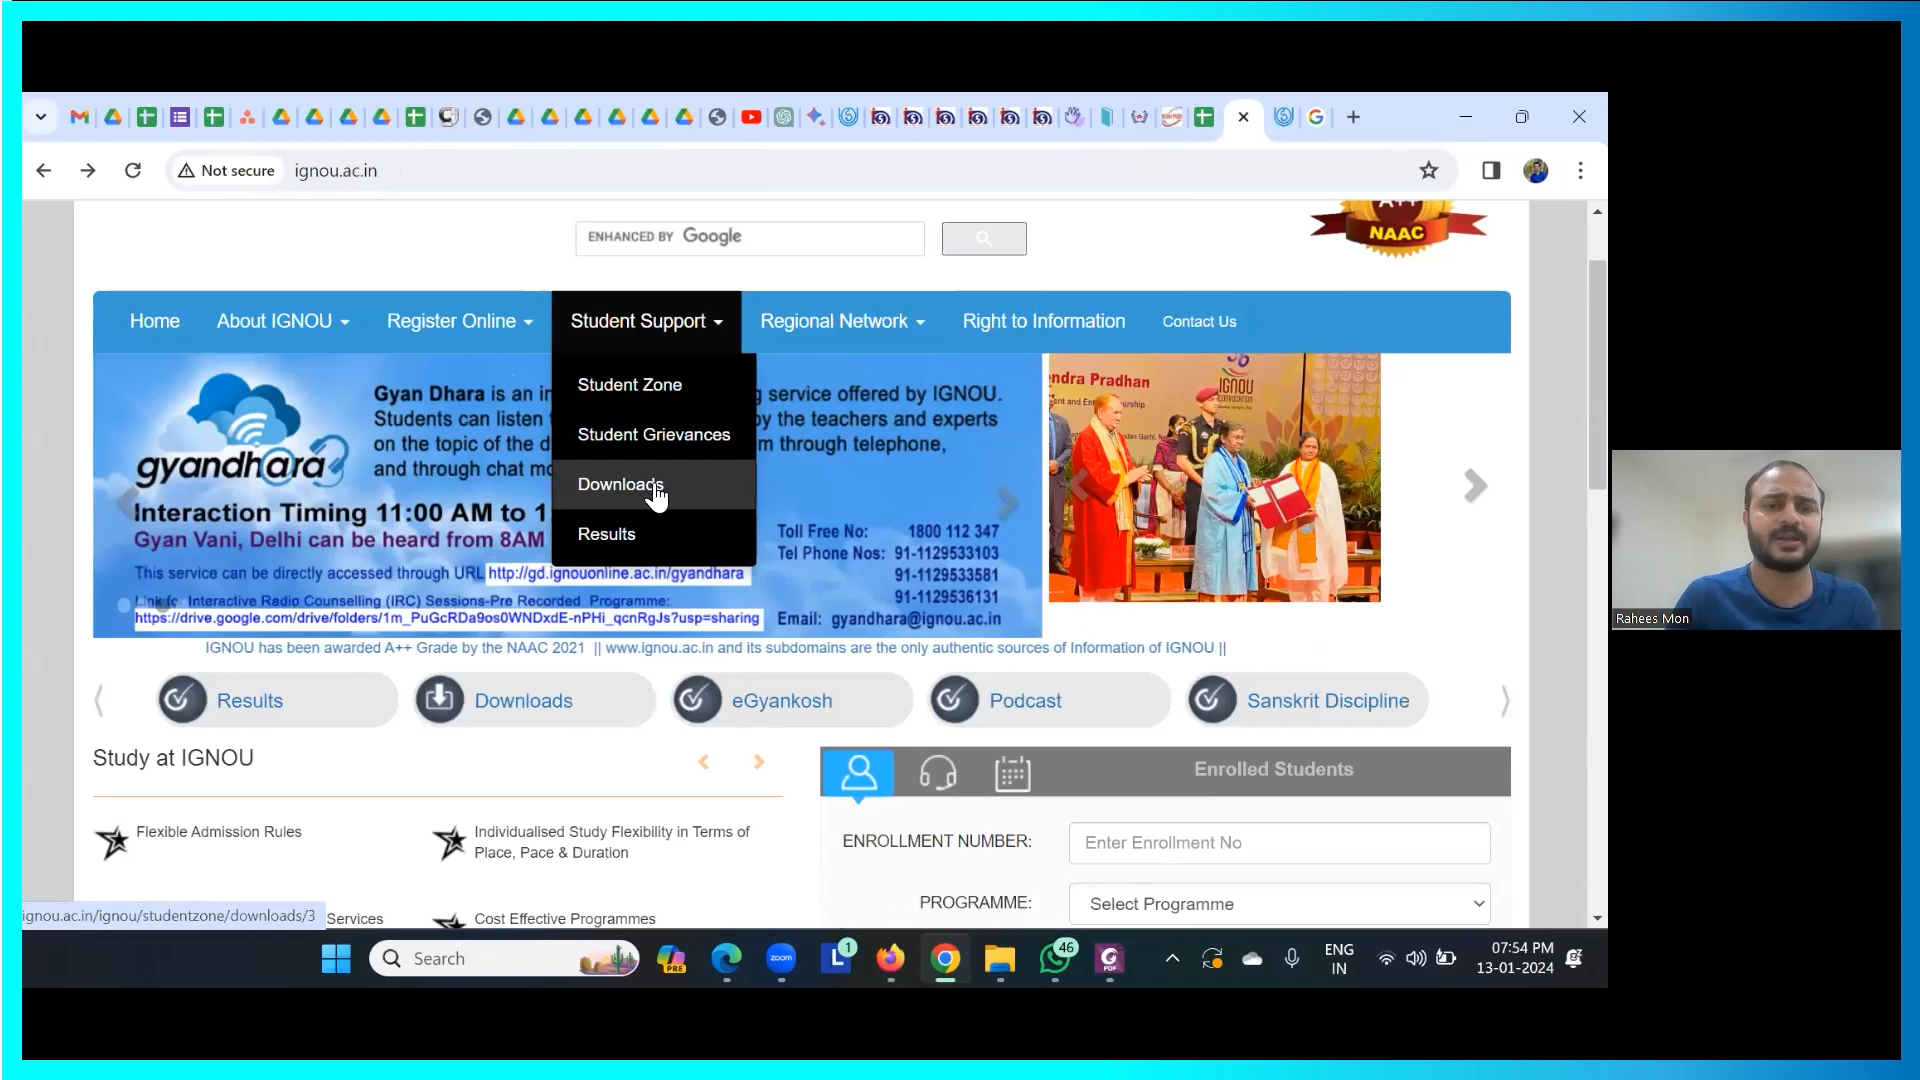 Not secure
ignou.ac.in
ENHANCED BY Google
A++
NAAC
Home
About IGNOU
Register Online
Student Support
Regional Network
Right to Information
Contact Us
Student Zone
Student Grievances
Downloads
Results
gyandhara
Gyan Dhara is an in
g service offered by IGNOU.
Students can listen
by the teachers and experts
on the topic of the d
m through telephone,
and through chat mo
Interaction Timing 11:00 AM to 1
Gyan Vani, Delhi can be heard from 8AM
This service can be directly accessed through URL http://gd.ignouonline.ac.in/gyandhara
Interactive Radio Counselling (IRC) Sessions-Pre Recorded Programme:
https://drive.google.com/drive/folders/1m_PuGcRDa9os0WNDxdE-nPHi_qcnRgJs?usp=sharing
Toll Free No: 1800 112 347
Tel Phone Nos: 91-1129533103
91-1129533581
91-1129536131
Email: gyandhara@ignou.ac.in
endra Pradhan
IGNOU
IGNOU has been awarded A++ Grade by the NAAC 2021 || www.ignou.ac.in and its subdomains are the only authentic sources of Information of IGNOU ||
Results
Downloads
eGyankosh
Podcast
Sanskrit Discipline
Study at IGNOU
Flexible Admission Rules
Individualised Study Flexibility in Terms of
Place, Pace & Duration
Services
Cost Effective Programmes
Enrolled Students
ENROLLMENT NUMBER:
Enter Enrollment No
PROGRAMME:
Select Programme
ignou.ac.in/ignou/studentzone/downloads/3
Rahees Mon
Search
PRE
zoom
L
1
46
PDF
ENG
IN
07:54 PM
13-01-2024